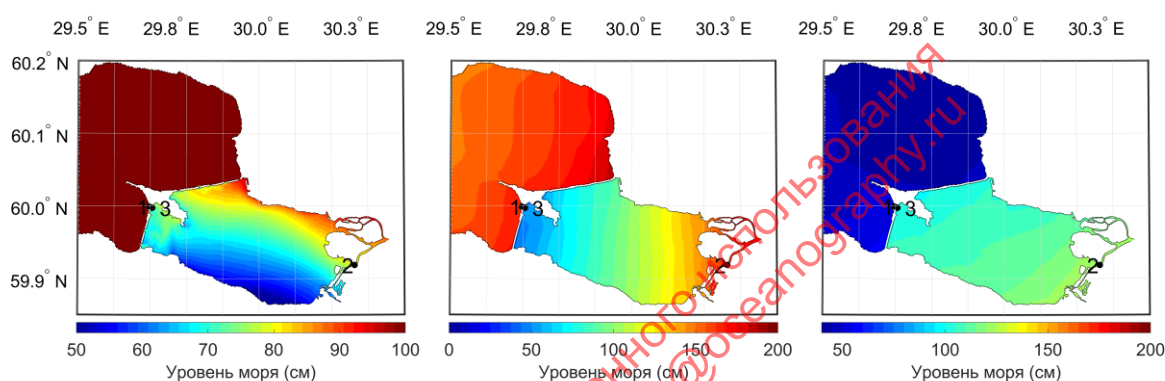 29.5° E 29.8° E 30.0° E 30.3° E 29.5° E 29.8° E 30.0° E 30.3° E 29.5° E 29.8° E 30.0° E 30.3° E
60.2° N
60.1° N
60.0° N
59.9° N
1 3
2
1 3
2
1 3
2
50 60 70 80 90 100
0 50 100 150 200
50 100 150 200
Уровень моря (см) Уровень моря (см) Уровень моря (см)
использования
@oceanography.ru